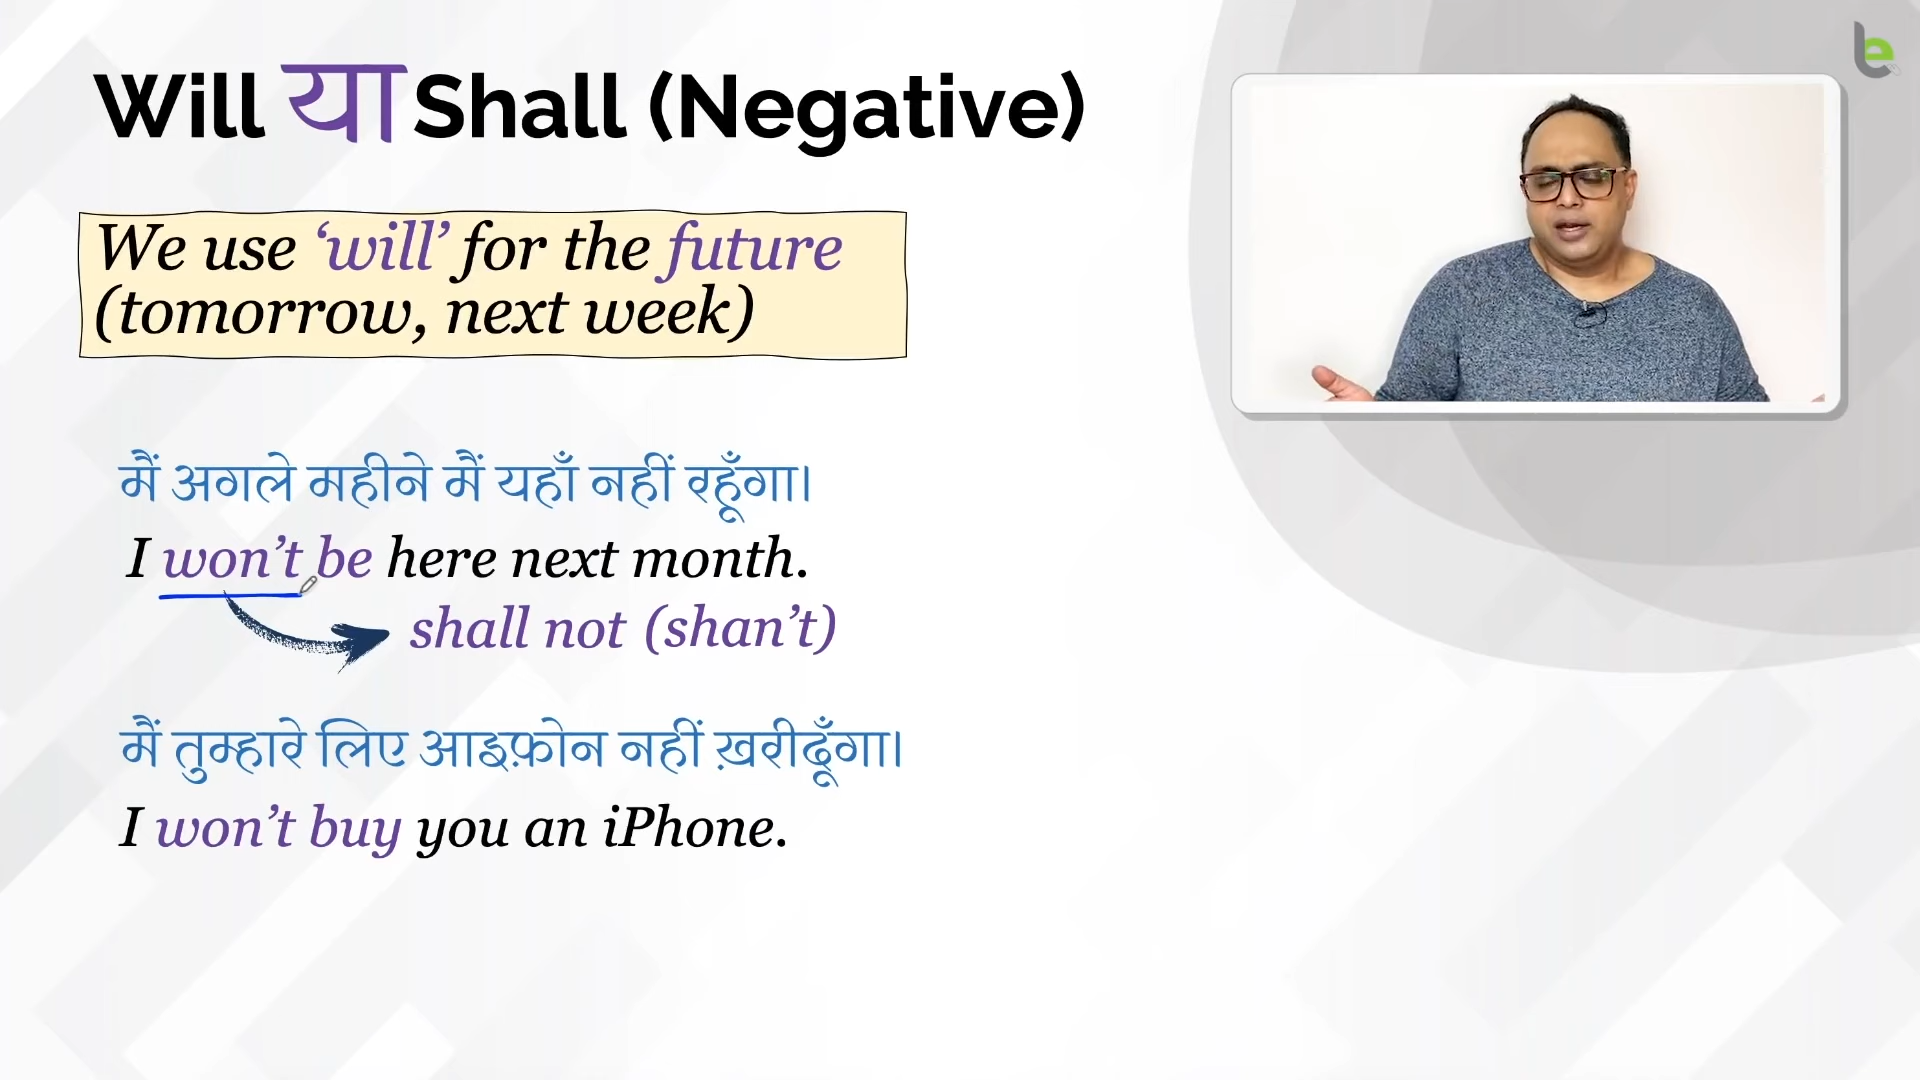 Will या Shall (Negative)
We use ‘will’ for the future
(tomorrow, next week)
मैं अगले महीने मैं यहाँ नहीं रहूँगा।
I won’t be here next month.
shall not (shan’t)
मैं तुम्हारे लिए आइफ़ोन नहीं ख़रीदूँगा।
I won’t buy you an iPhone.